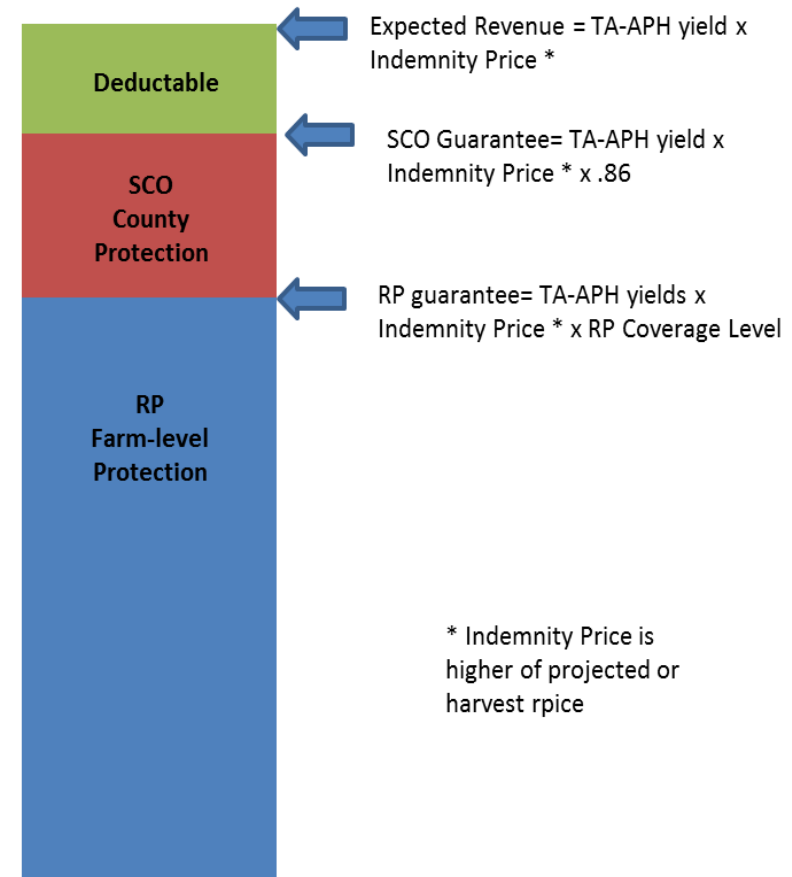 Expected Revenue = TA-APH yield x
Indemnity Price *
Deductable
SCO Guarantee= TA-APH yield x
Indemnity Price * x .86
SCO
County
Protection
RP guarantee= TA-APH yields x
Indemnity Price * x RP Coverage Level
RP
Farm-level
Protection
* Indemnity Price is
higher of projected or
harvest rpice